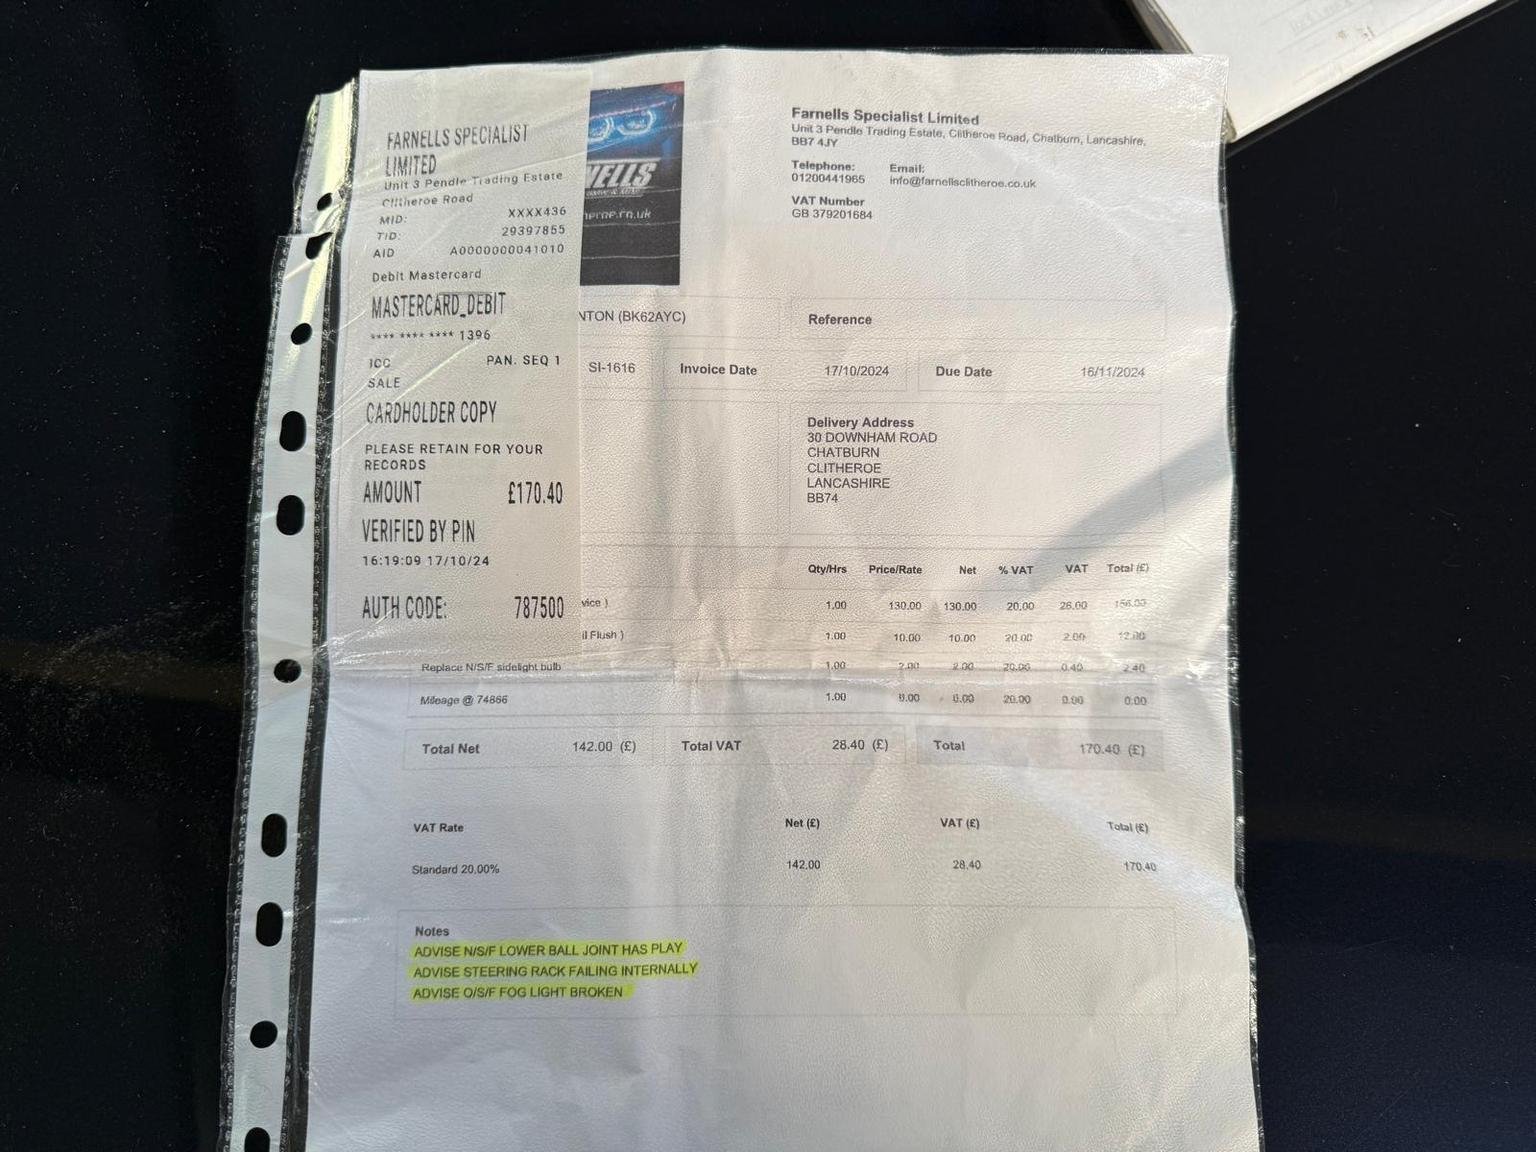 FARNELLS SPECIALIST
LIMITED
Unit 3 Pendle Trading Estate
Clitheroe Road
MID: XXXX436
TID: 29397855
AID A0000000041010
Debit Mastercard
MASTERCARD_DEBIT
**** **** **** 1396
ICC PAN. SEQ 1
SALE
CARDHOLDER COPY
PLEASE RETAIN FOR YOUR
RECORDS
AMOUNT £170.40
VERIFIED BY PIN
16:19:09 17/10/24
AUTH CODE: 787500
NELLS
heroe.co.uk
Farnells Specialist Limited
Unit 3 Pendle Trading Estate, Clitheroe Road, Chatburn, Lancashire,
BB7 4JY
Telephone: Email:
01200441965 info@farnellsclitheroe.co.uk
VAT Number
GB 379201684
NTON (BK62AYC) Reference
SI-1616 Invoice Date 17/10/2024 Due Date 16/11/2024
Delivery Address
30 DOWNHAM ROAD
CHATBURN
CLITHEROE
LANCASHIRE
BB74
Qty/Hrs Price/Rate Net % VAT VAT Total (£)
vice ) 1.00 130.00 130.00 20.00 26.00 156.00
il Flush ) 1.00 10.00 10.00 20.00 2.00 12.00
Replace N/S/F sidelight bulb 1.00 2.00 2.00 20.00 0.40 2.40
Mileage @ 74866 1.00 0.00 0.00 20.00 0.00 0.00
Total Net 142.00 (£) Total VAT 28.40 (£) Total 170.40 (£)
VAT Rate Net (£) VAT (£) Total (£)
Standard 20.00% 142.00 28.40 170.40
Notes
ADVISE N/S/F LOWER BALL JOINT HAS PLAY
ADVISE STEERING RACK FAILING INTERNALLY
ADVISE O/S/F FOG LIGHT BROKEN